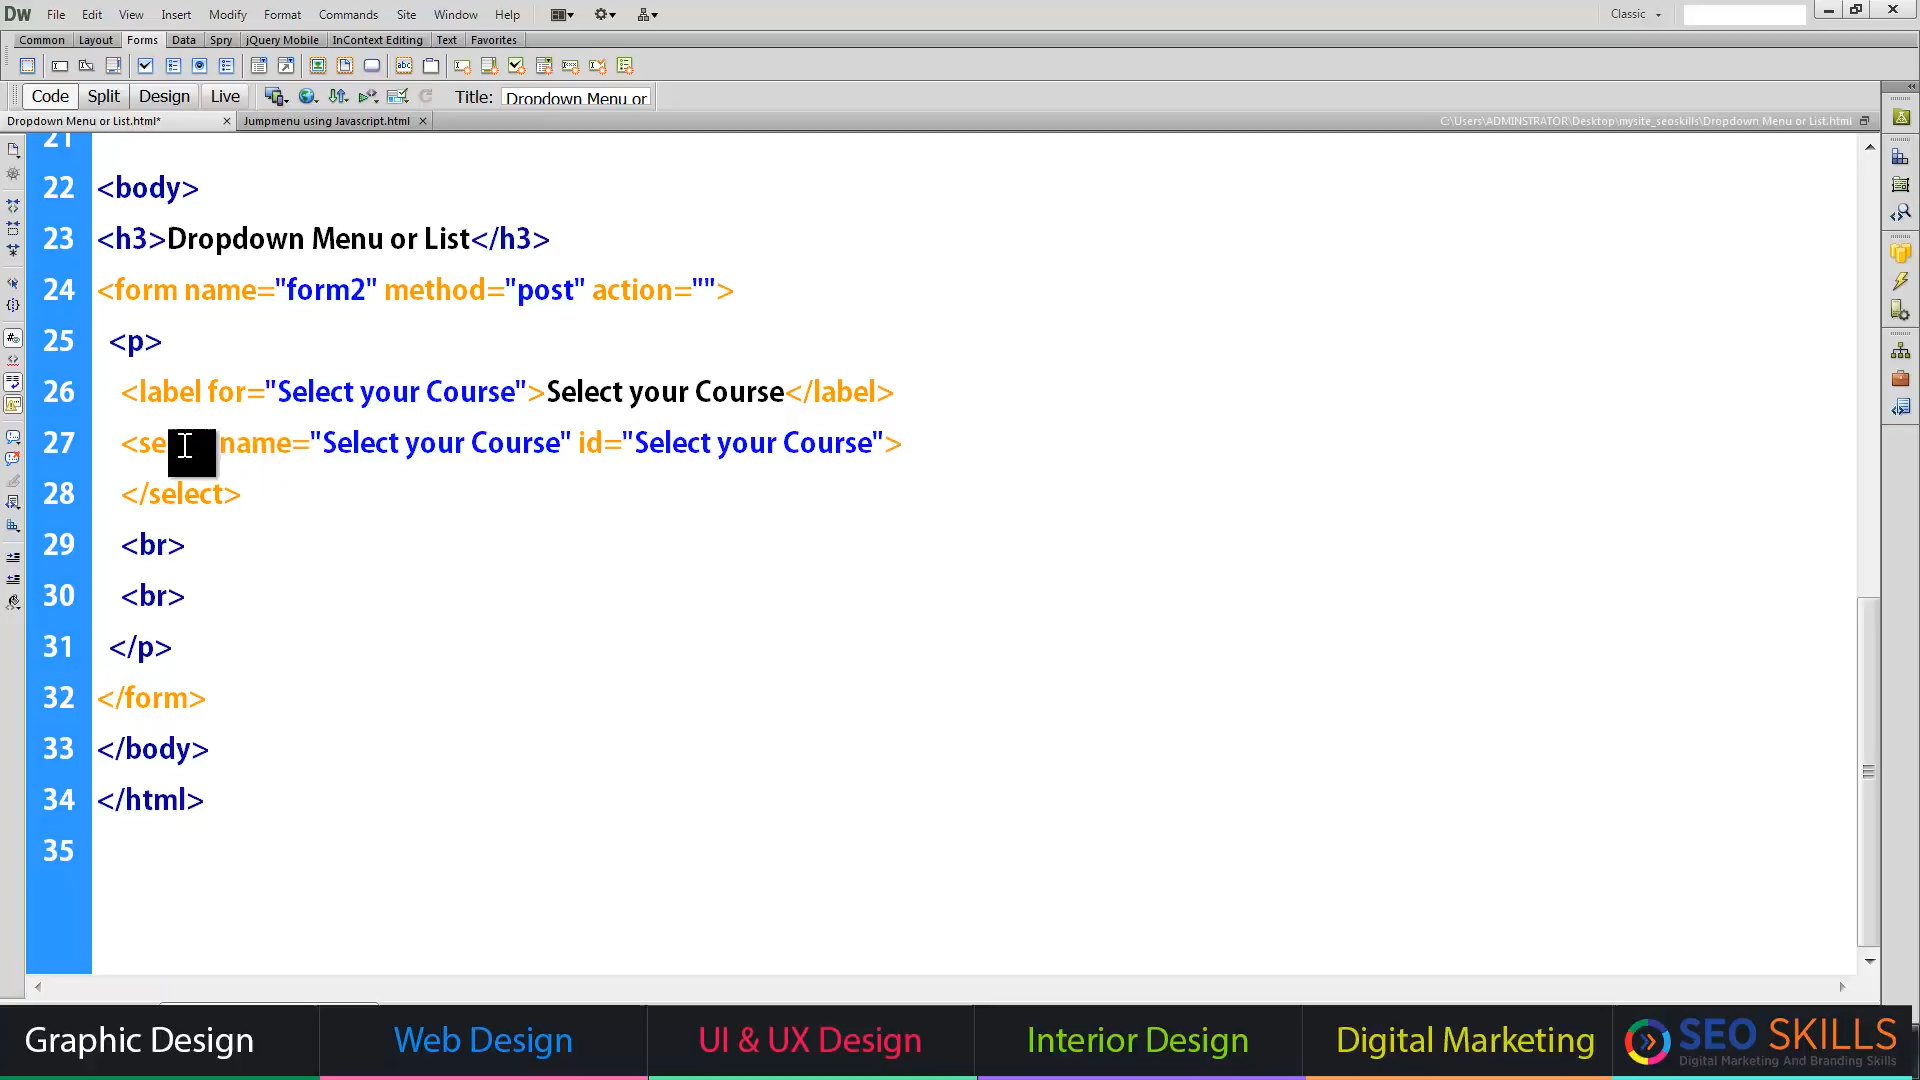 Dw File Edit View Insert Modify Format Commands Site Window Help Classic
Common Layout Forms Data Spry jQuery Mobile InContext Editing Text Favorites
Code Split Design Live Title: Dropdown Menu or
Dropdown Menu or List.html* Jumpmenu using Javascript.html C:\Users\ADMINSTRATOR\Desktop\mysite_seoskills\Dropdown Menu or List.html
21
22 <body>
23 <h3>Dropdown Menu or List</h3>
24 <form name="form2" method="post" action="">
25 <p>
26 <label for="Select your Course">Select your Course</label>
27 <se name="Select your Course" id="Select your Course">
28 </select>
29 <br>
30 <br>
31 </p>
32 </form>
33 </body>
34 </html>
35
Graphic Design Web Design UI & UX Design Interior Design Digital Marketing SEO SKILLS
Digital Marketing And Branding Skills